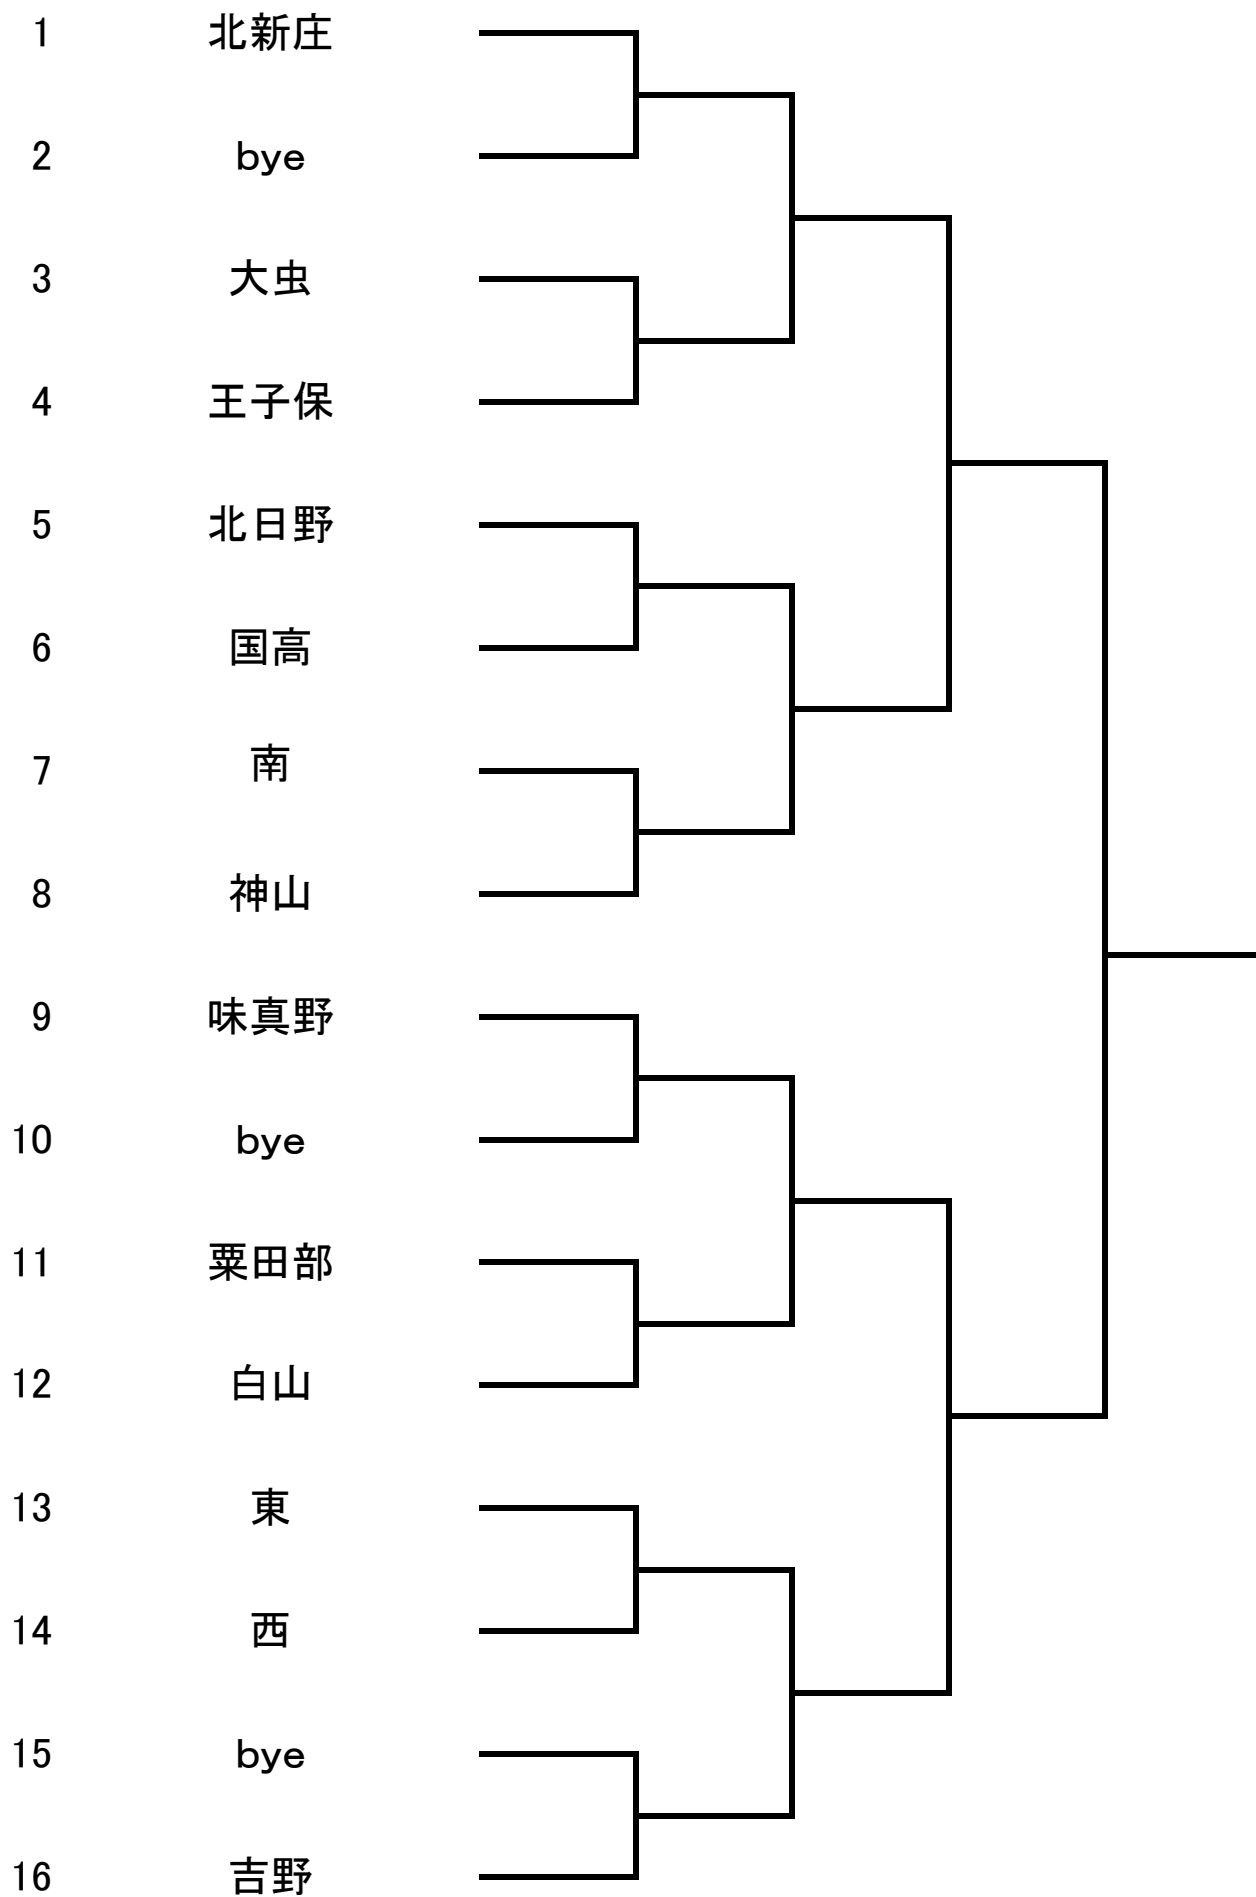 1 北新庄
2 bye
3 大虫
4 王子保
5 北日野
6 国高
7 南
8 神山
9 味真野
10 bye
11 粟田部
12 白山
13 東
14 西
15 bye
16 吉野